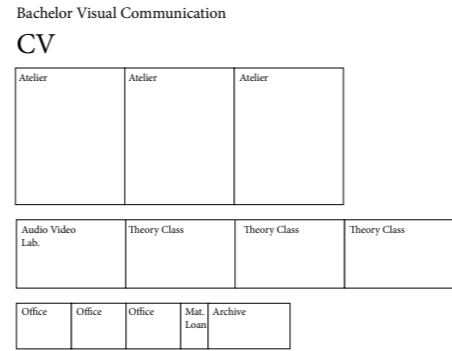 Bachelor Visual Communication
CV
Atelier
Atelier
Atelier
Audio Video
Lab.
Theory Class
Theory Class
Theory Class
Office
Office
Office
Mat.
Loan
Archive